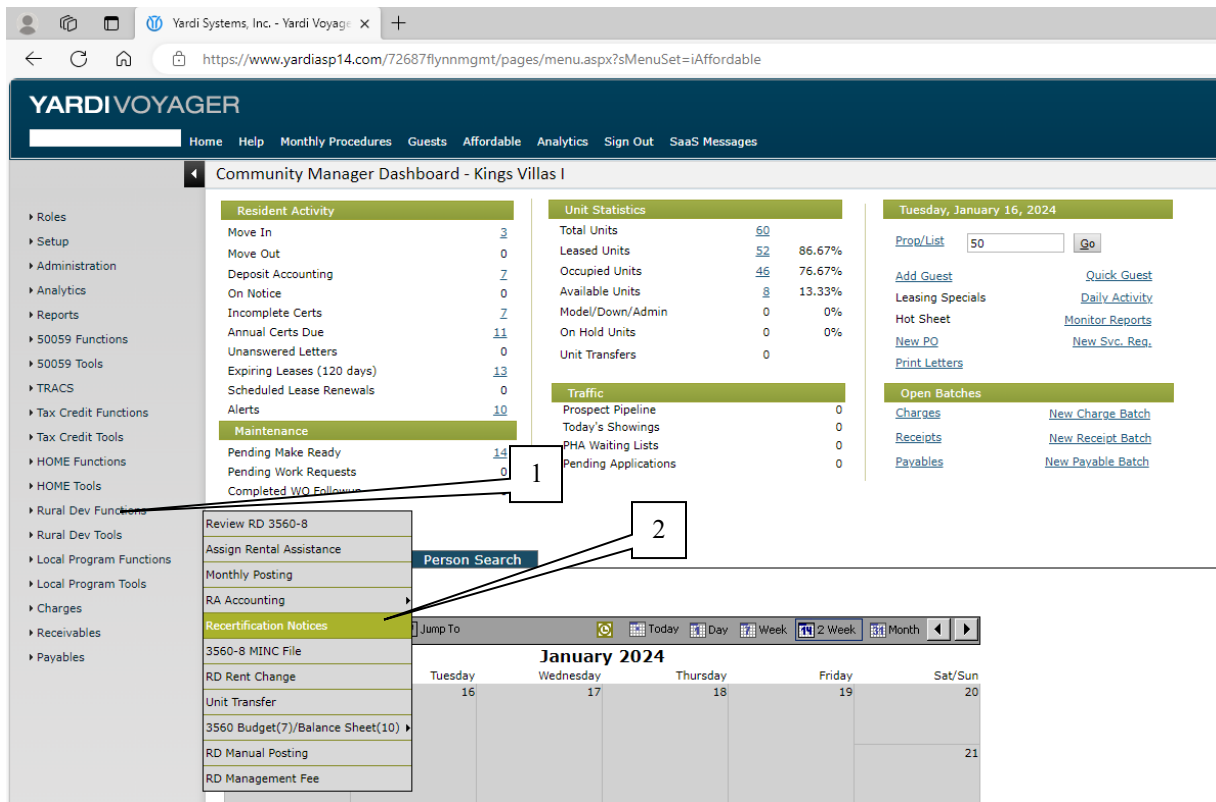 Yardi Systems, Inc. - Yardi Voyage
https://www.yardiasp14.com/72687flynnmgmt/pages/menu.aspx?sMenuSet=iAffordable
YARDI VOYAGER
Home Help Monthly Procedures Guests Affordable Analytics Sign Out SaaS Messages
Community Manager Dashboard - Kings Villas I
Roles
Setup
Administration
Analytics
Reports
50059 Functions
50059 Tools
TRACS
Tax Credit Functions
Tax Credit Tools
HOME Functions
HOME Tools
Rural Dev Functions
Rural Dev Tools
Local Program Functions
Local Program Tools
Charges
Receivables
Payables
Resident Activity
Move In 3
Move Out 0
Deposit Accounting 7
On Notice 0
Incomplete Certs 7
Annual Certs Due 11
Unanswered Letters 0
Expiring Leases (120 days) 13
Scheduled Lease Renewals 0
Alerts 10
Maintenance
Pending Make Ready 14
Pending Work Requests 0
Completed WO Followup
Unit Statistics
Total Units 60
Leased Units 52 86.67%
Occupied Units 46 76.67%
Available Units 8 13.33%
Model/Down/Admin 0 0%
On Hold Units 0 0%
Unit Transfers 0
Traffic
Prospect Pipeline 0
Today's Showings 0
PHA Waiting Lists 0
Pending Applications 0
Tuesday, January 16, 2024
Prop/List 50 Go
Add Guest Quick Guest
Leasing Specials Daily Activity
Hot Sheet Monitor Reports
New PO New Svc. Req.
Print Letters
Open Batches
Charges New Charge Batch
Receipts New Receipt Batch
Payables New Payable Batch
1
2
Review RD 3560-8
Assign Rental Assistance
Monthly Posting
RA Accounting
Recertification Notices
3560-8 MINC File
RD Rent Change
Unit Transfer
3560 Budget(7)/Balance Sheet(10)
RD Manual Posting
RD Management Fee
Person Search
Jump To Today Day Week 14 2 Week 31 Month
January 2024
Tuesday Wednesday Thursday Friday Sat/Sun
16 17 18 19 20
21